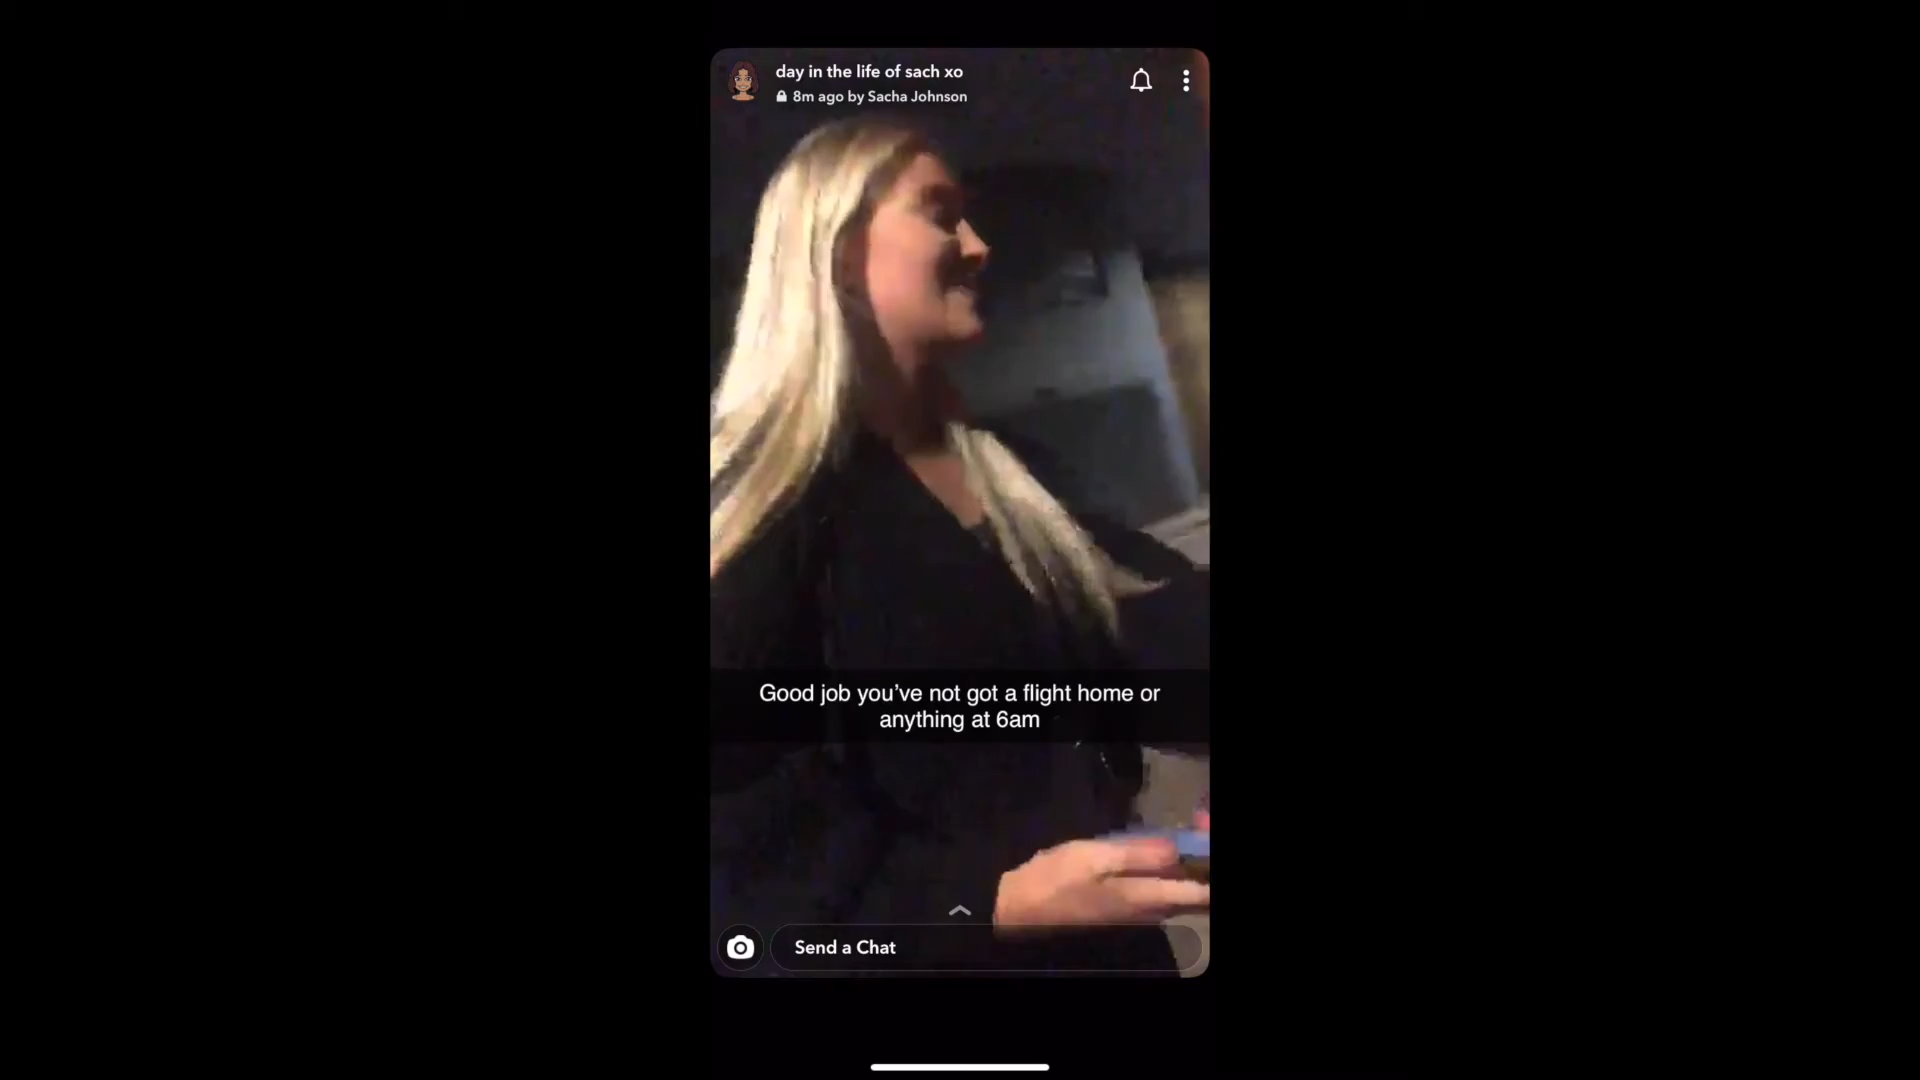 day in the life of sach xo
8m ago by Sacha Johnson
Good job you've not got a flight home or
anything at 6am
Send a Chat